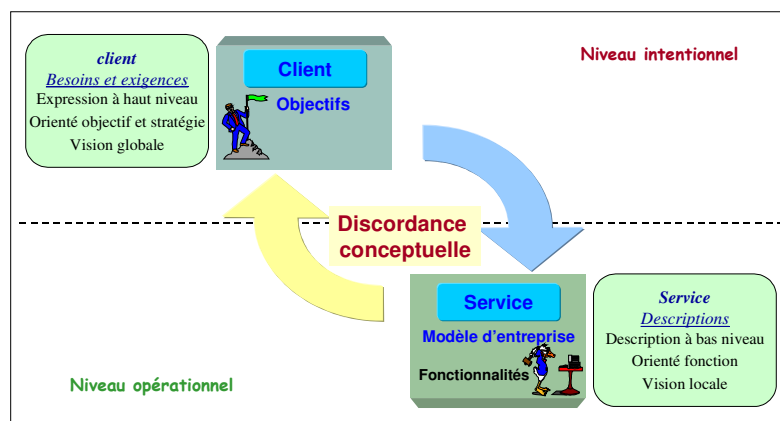 client
Besoins et exigences
Expression à haut niveau
Orienté objectif et stratégie
Vision globale
Client
Objectifs
Niveau intentionnel
Discordance
conceptuelle
Service
Modèle d'entreprise
Fonctionnalités
Service
Descriptions
Description à bas niveau
Orienté fonction
Vision locale
Niveau opérationnel